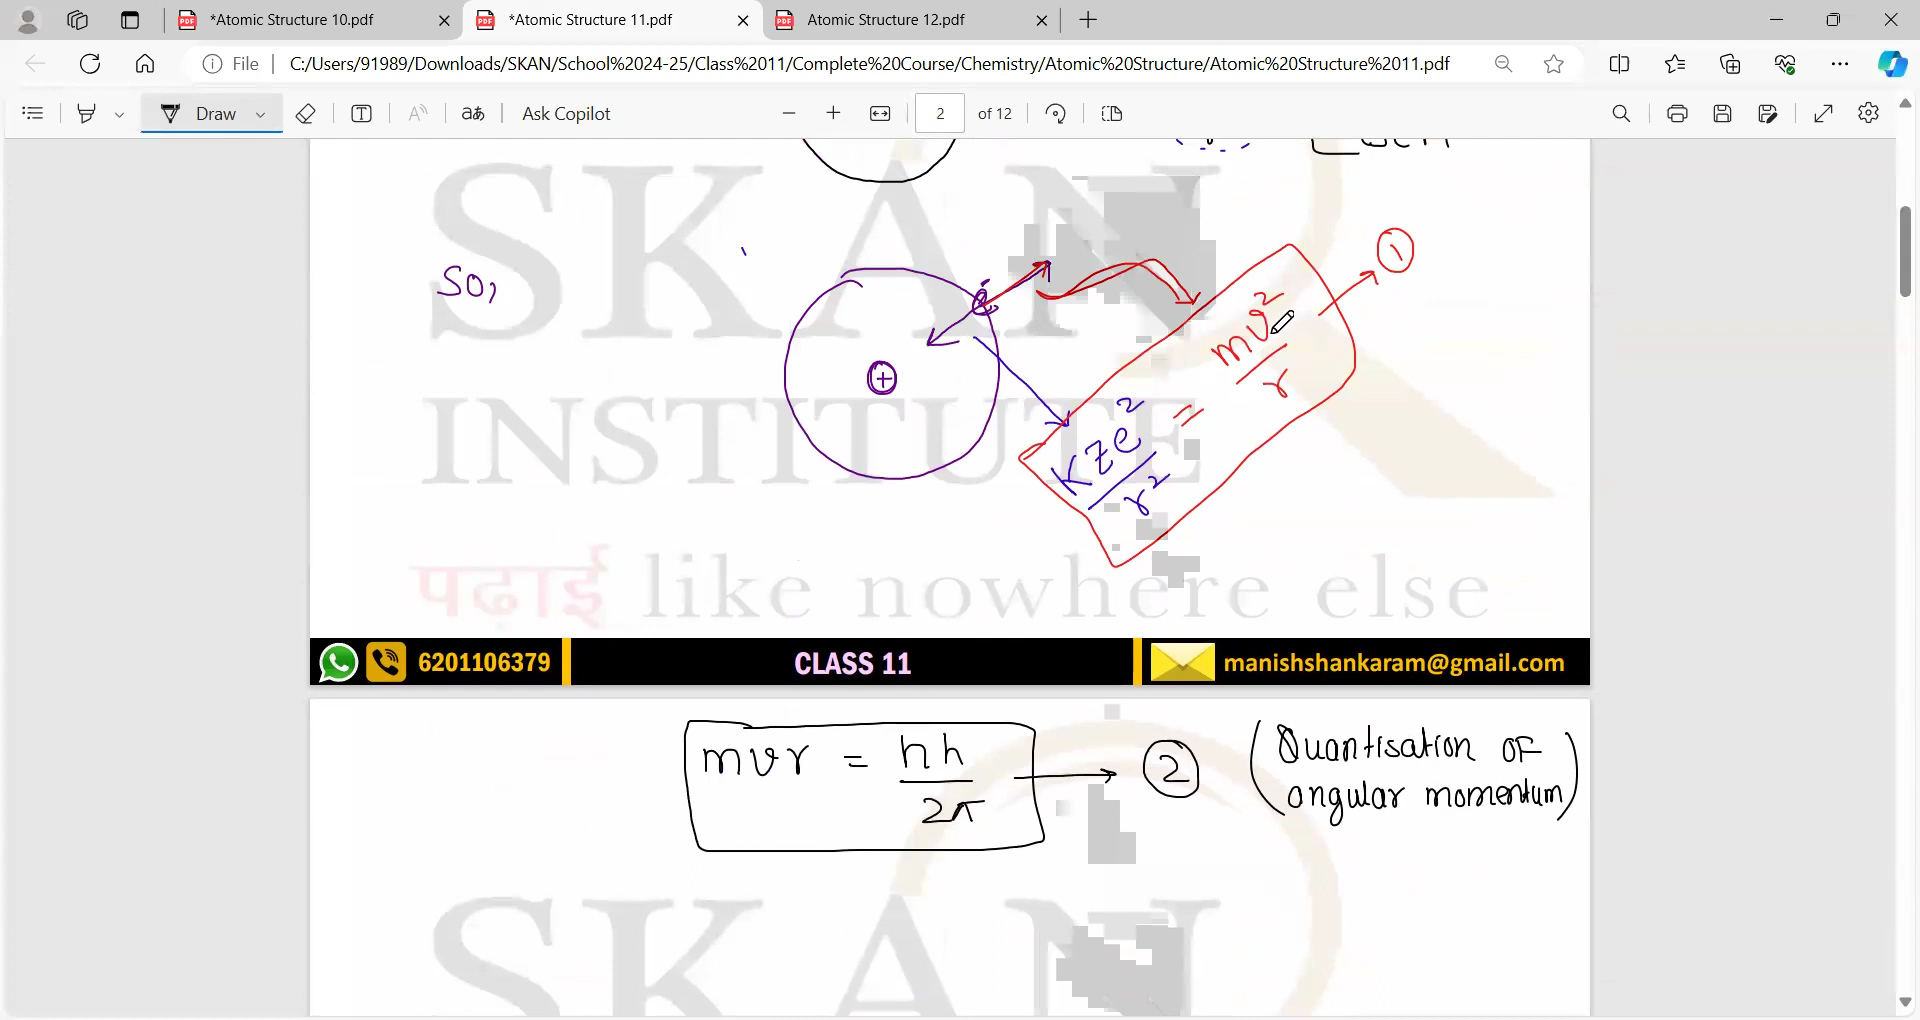 *Atomic Structure 10.pdf
*Atomic Structure 11.pdf
Atomic Structure 12.pdf
File
C:/Users/91989/Downloads/SKAN/School%2024-25/Class%2011/Complete%20Course/Chemistry/Atomic%20Structure/Atomic%20Structure%2011.pdf
Draw
aあ
Ask Copilot
2 of 12
SKAN
INSTITUTE
पढ़ाई like nowhere else
So,
+
KZe²/r² = mv²/r → 1
6201106379
CLASS 11
manishshankaram@gmail.com
mvr = nh/2π → 2
(Quantisation of
angular momentum)
SKAN